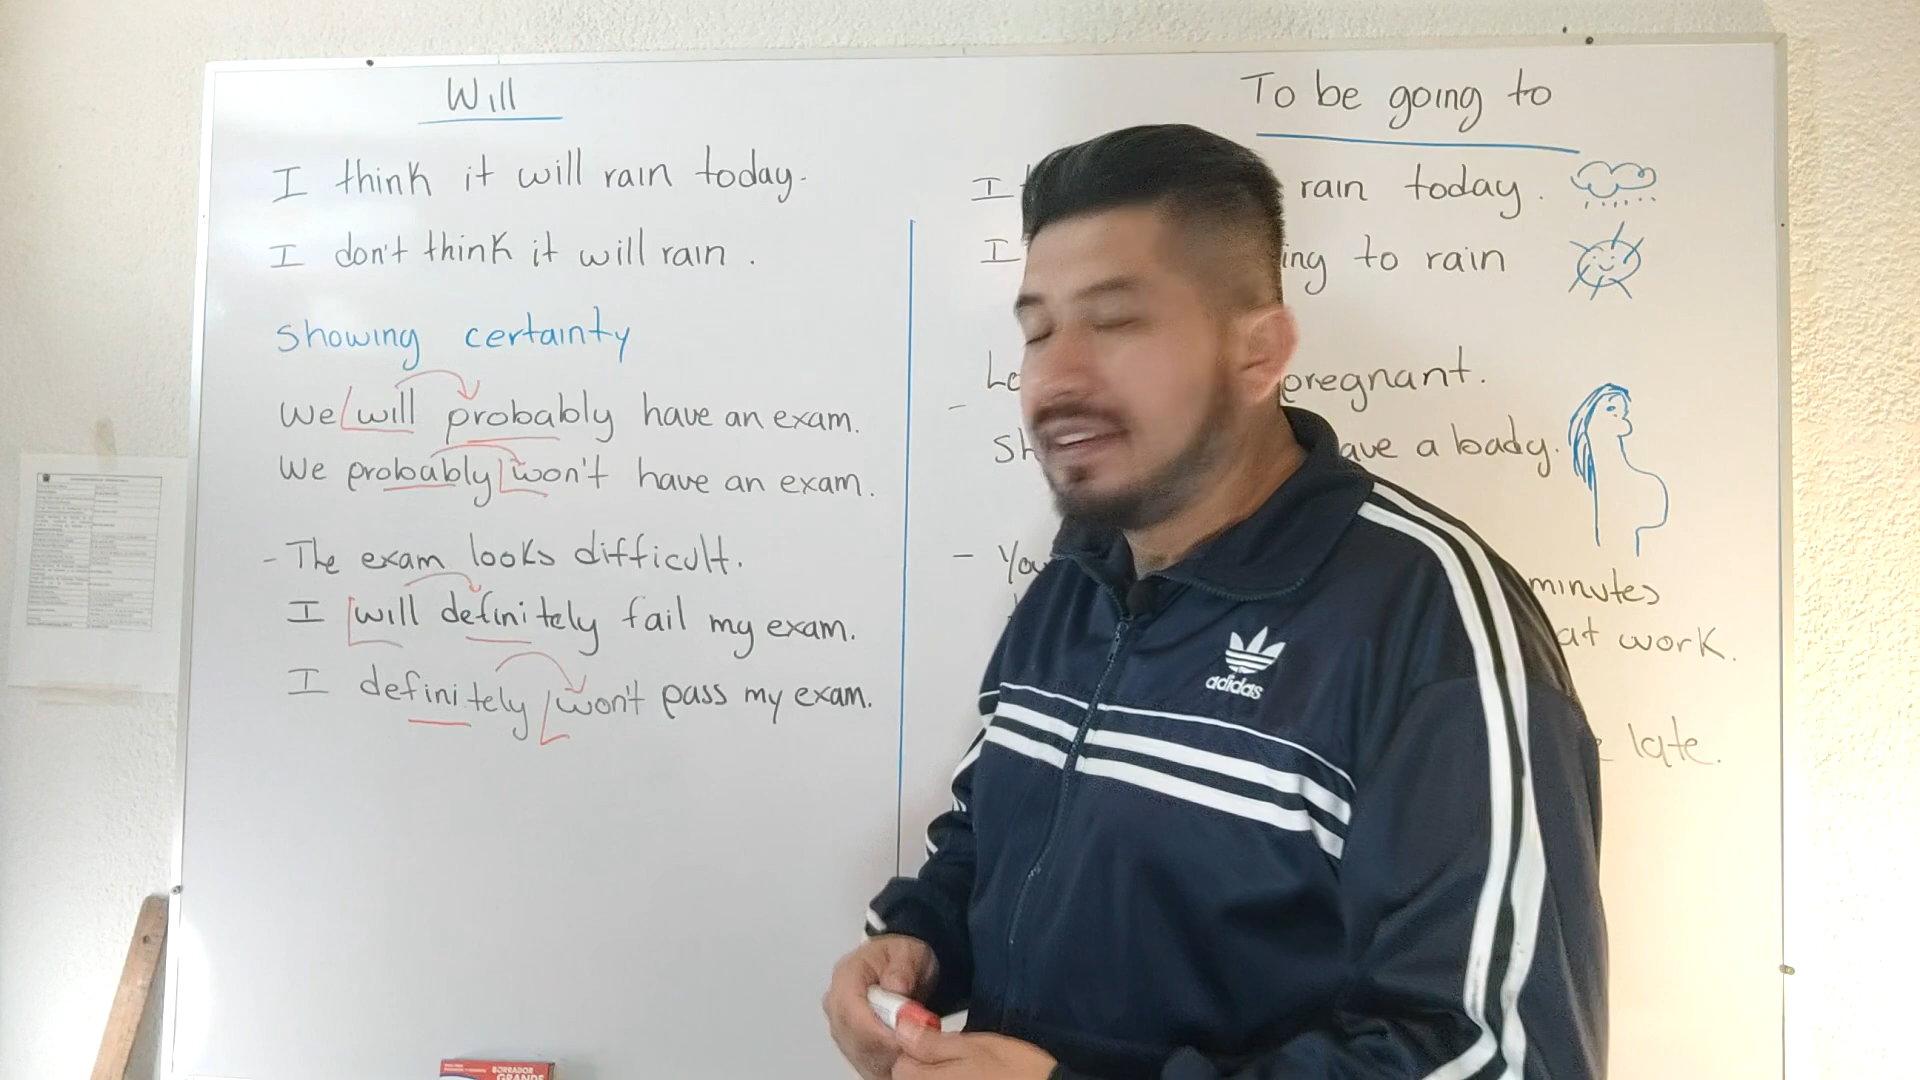 Will
I think it will rain today.
I don't think it will rain.
Showing certainty
We will probably have an exam.
We probably won't have an exam.
- The exam looks difficult.
I will definitely fail my exam.
I definitely won't pass my exam.
To be going to
I rain today.
I ing to rain
pregnant.
- Sh ave a bady.
- You minutes
at work.
late.
adidas
BORRADOR
GRANDE